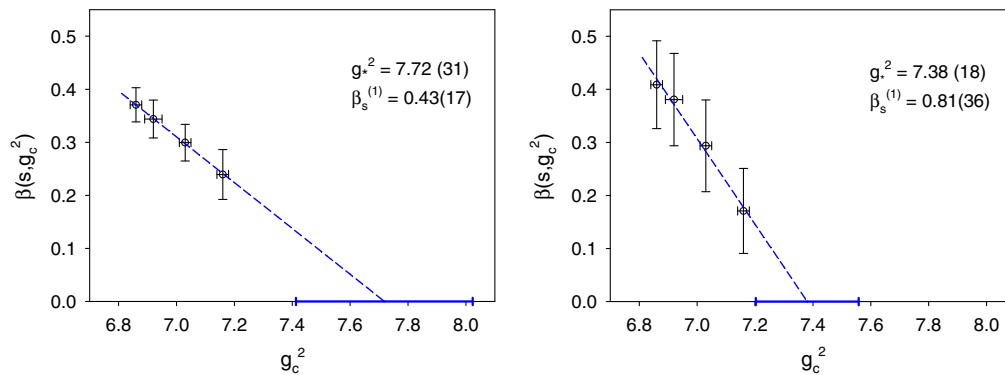 0.5
0.4
0.3
0.2
0.1
0.0
β(s,g_c^2)
g_*^2 = 7.72 (31)
β_s^(1) = 0.43(17)
6.8 7.0 7.2 7.4 7.6 7.8 8.0
g_c^2
0.5
0.4
0.3
0.2
0.1
0.0
β(s,g_c^2)
g_*^2 = 7.38 (18)
β_s^(1) = 0.81(36)
6.8 7.0 7.2 7.4 7.6 7.8 8.0
g_c^2